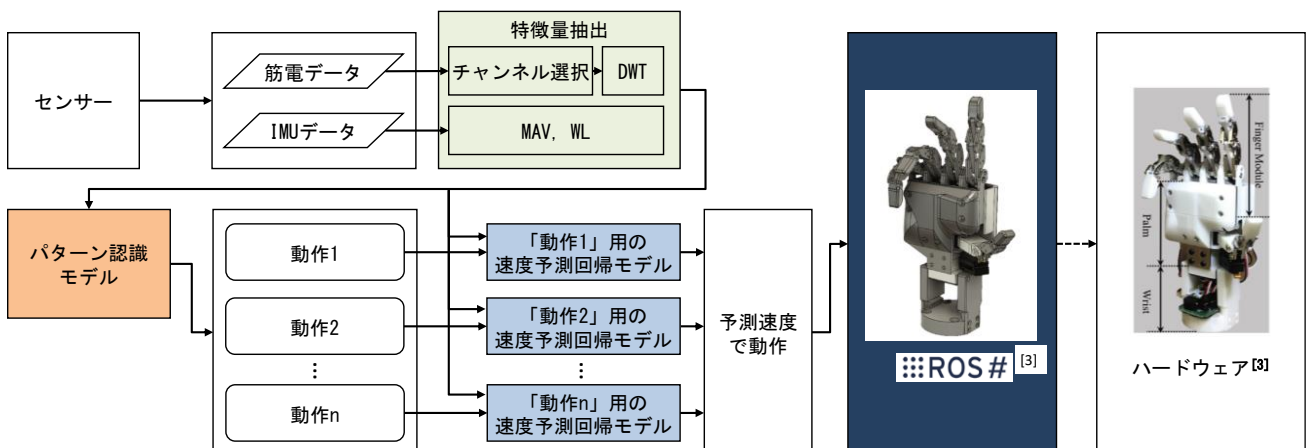 特徴量抽出
センサー
筋電データ
チャンネル選択
DWT
IMUデータ
MAV, WL
パターン認識
モデル
動作1
動作2
⋮
動作n
「動作1」用の
速度予測回帰モデル
「動作2」用の
速度予測回帰モデル
⋮
「動作n」用の
速度予測回帰モデル
予測速度
で動作
ROS# [3]
Finger Module
Palm
Wrist
ハードウェア[3]